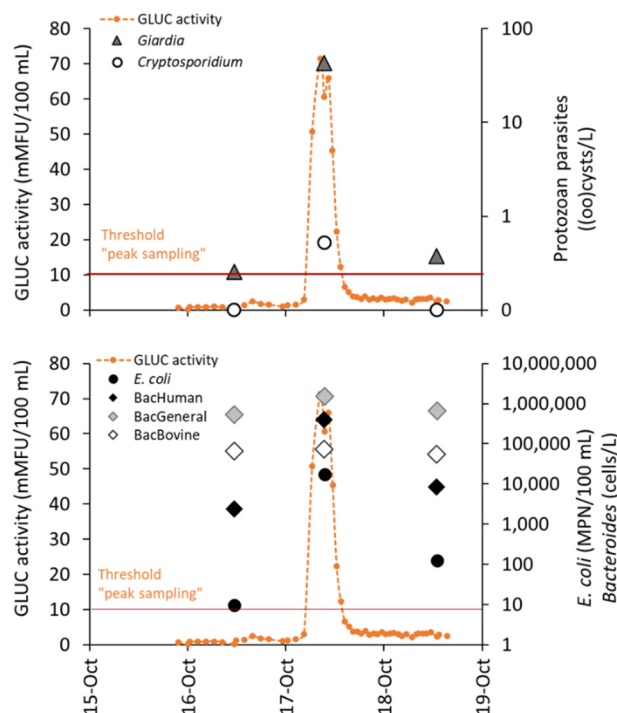 GLUC activity
Giardia
Cryptosporidium
80
70
60
50
40
30
20
10
0
GLUC activity (mMFU/100 mL)
Threshold
"peak sampling"
100
10
1
0
Protozoan parasites
((oo)cysts/L)
GLUC activity
E. coli
BacHuman
BacGeneral
BacBovine
80
70
60
50
40
30
20
10
0
GLUC activity (mMFU/100 mL)
Threshold
"peak sampling"
10,000,000
1,000,000
100,000
10,000
1,000
100
10
1
E. coli (MPN/100 mL)
Bacteroides (cells/L)
15-Oct
16-Oct
17-Oct
18-Oct
19-Oct